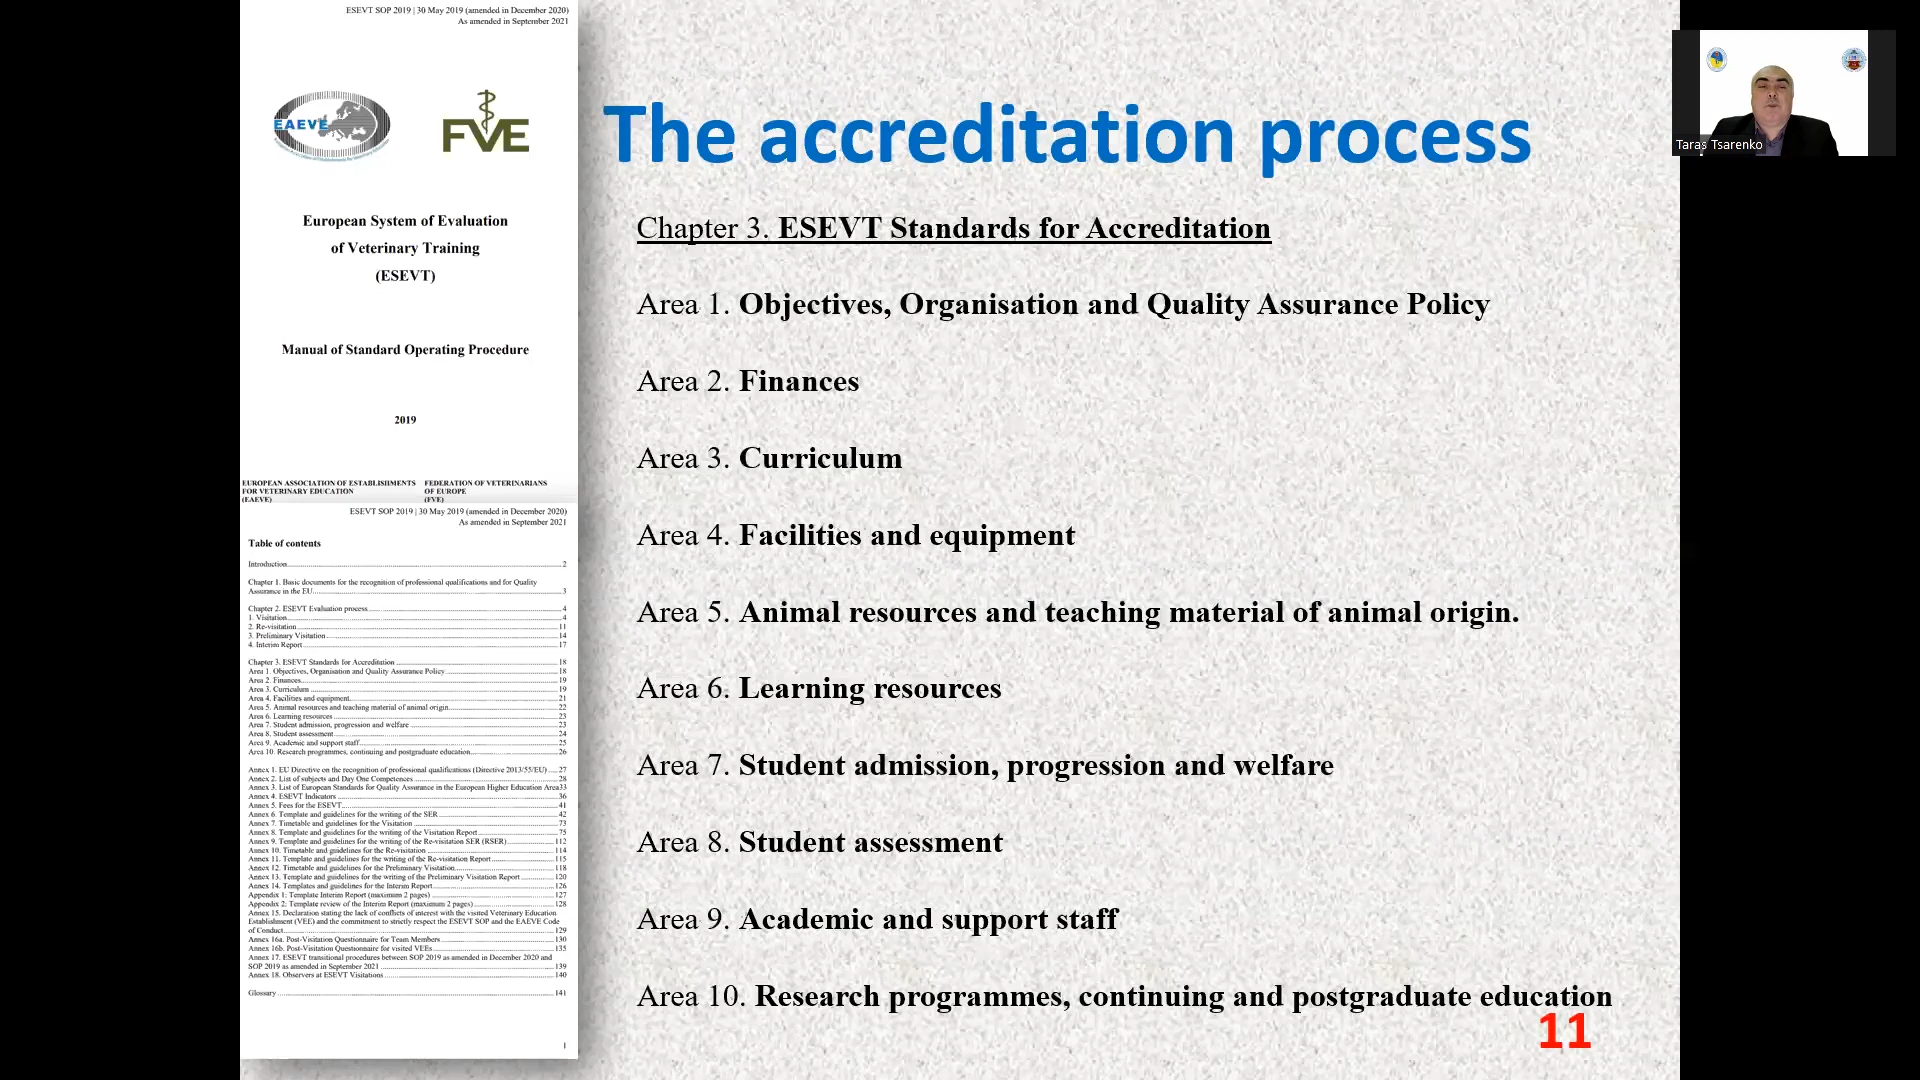 ESEVT SOP 2019 | 30 May 2019 (amended in December 2020)
As amended in September 2021
EAEVE
FVE
European System of Evaluation
of Veterinary Training
(ESEVT)
Manual of Standard Operating Procedure
2019
EUROPEAN ASSOCIATION OF ESTABLISHMENTS
FOR VETERINARY EDUCATION
(EAEVE)
FEDERATION OF VETERINARIANS
OF EUROPE
(FVE)
ESEVT SOP 2019 | 30 May 2019 (amended in December 2020)
As amended in September 2021
Table of contents
Introduction 2
Chapter 1. Basic documents for the recognition of professional qualifications and for Quality
Assurance in the EU 3
Chapter 2. ESEVT Evaluation process 4
1. Visitation 4
2. Re-visitation 11
3. Preliminary Visitation 14
4. Interim Report 17
Chapter 3. ESEVT Standards for Accreditation 18
Area 1. Objectives, Organisation and Quality Assurance Policy 18
Area 2. Finances 19
Area 3. Curriculum 19
Area 4. Facilities and equipment 21
Area 5. Animal resources and teaching material of animal origin 22
Area 6. Learning resources 23
Area 7. Student admission, progression and welfare 23
Area 8. Student assessment 24
Area 9. Academic and support staff 25
Area 10. Research programmes, continuing and postgraduate education 26
Annex 1. EU Directive on the recognition of professional qualifications (Directive 2013/55/EU) 27
Annex 2. List of subjects and Day One Competences 28
Annex 3. List of European Standards for Quality Assurance in the European Higher Education Area 33
Annex 4. ESEVT Indicators 36
Annex 5. Fees for the ESEVT 41
Annex 6. Template and guidelines for the writing of the SER 42
Annex 7. Timetable and guidelines for the Visitation 73
Annex 8. Template and guidelines for the writing of the Visitation Report 75
Annex 9. Template and guidelines for the writing of the Re-visitation SER (RSER) 112
Annex 10. Timetable and guidelines for the Re-visitation 114
Annex 11. Template and guidelines for the writing of the Re-visitation Report 115
Annex 12. Timetable and guidelines for the Preliminary Visitation 118
Annex 13. Template and guidelines for the writing of the Preliminary Visitation Report 120
Annex 14. Templates and guidelines for the Interim Report 126
Appendix 1: Template Interim Report (maximum 2 pages) 127
Appendix 2: Template review of the Interim Report (maximum 2 pages) 128
Annex 15. Declaration stating the lack of conflicts of interest with the visited Veterinary Education
Establishment (VEE) and the commitment to strictly respect the ESEVT SOP and the EAEVE Code
of Conduct 129
Annex 16a. Post-Visitation Questionnaire for Team Members 130
Annex 16b. Post-Visitation Questionnaire for visited VEEs 135
Annex 17. ESEVT transitional procedures between SOP 2019 as amended in December 2020 and
SOP 2019 as amended in September 2021 139
Annex 18. Observers at ESEVT Visitations 140
Glossary 141
1
The accreditation process
Chapter 3. ESEVT Standards for Accreditation
Area 1. Objectives, Organisation and Quality Assurance Policy
Area 2. Finances
Area 3. Curriculum
Area 4. Facilities and equipment
Area 5. Animal resources and teaching material of animal origin.
Area 6. Learning resources
Area 7. Student admission, progression and welfare
Area 8. Student assessment
Area 9. Academic and support staff
Area 10. Research programmes, continuing and postgraduate education
11
Taras Tsarenko